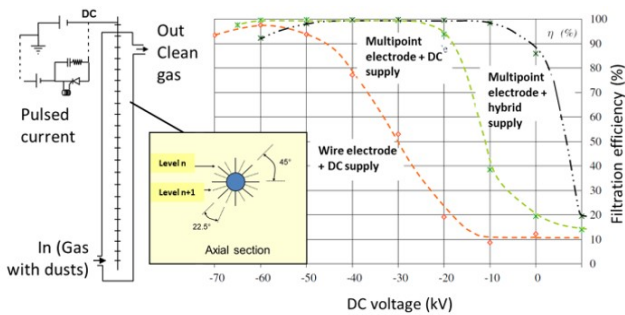 DC
Out
Clean
gas
Pulsed
current
In (Gas
with dusts)
Level n
Level n+1
45°
22.5°
Axial section
Multipoint
electrode + DC
supply
Multipoint
electrode +
hybrid
supply
Wire electrode
+ DC supply
η (%)
100
90
80
70
60
50
40
30
20
10
0
Filtration efficiency (%)
-70
-60
-50
-40
-30
-20
-10
0
10
DC voltage (kV)